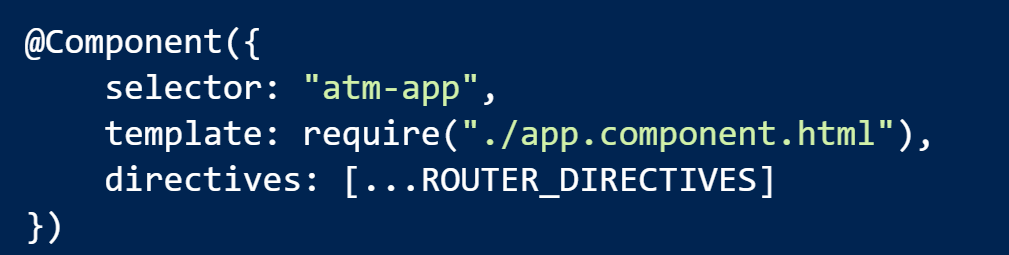 @Component({
    selector: "atm-app",
    template: require("./app.component.html"),
    directives: [...ROUTER_DIRECTIVES]
})